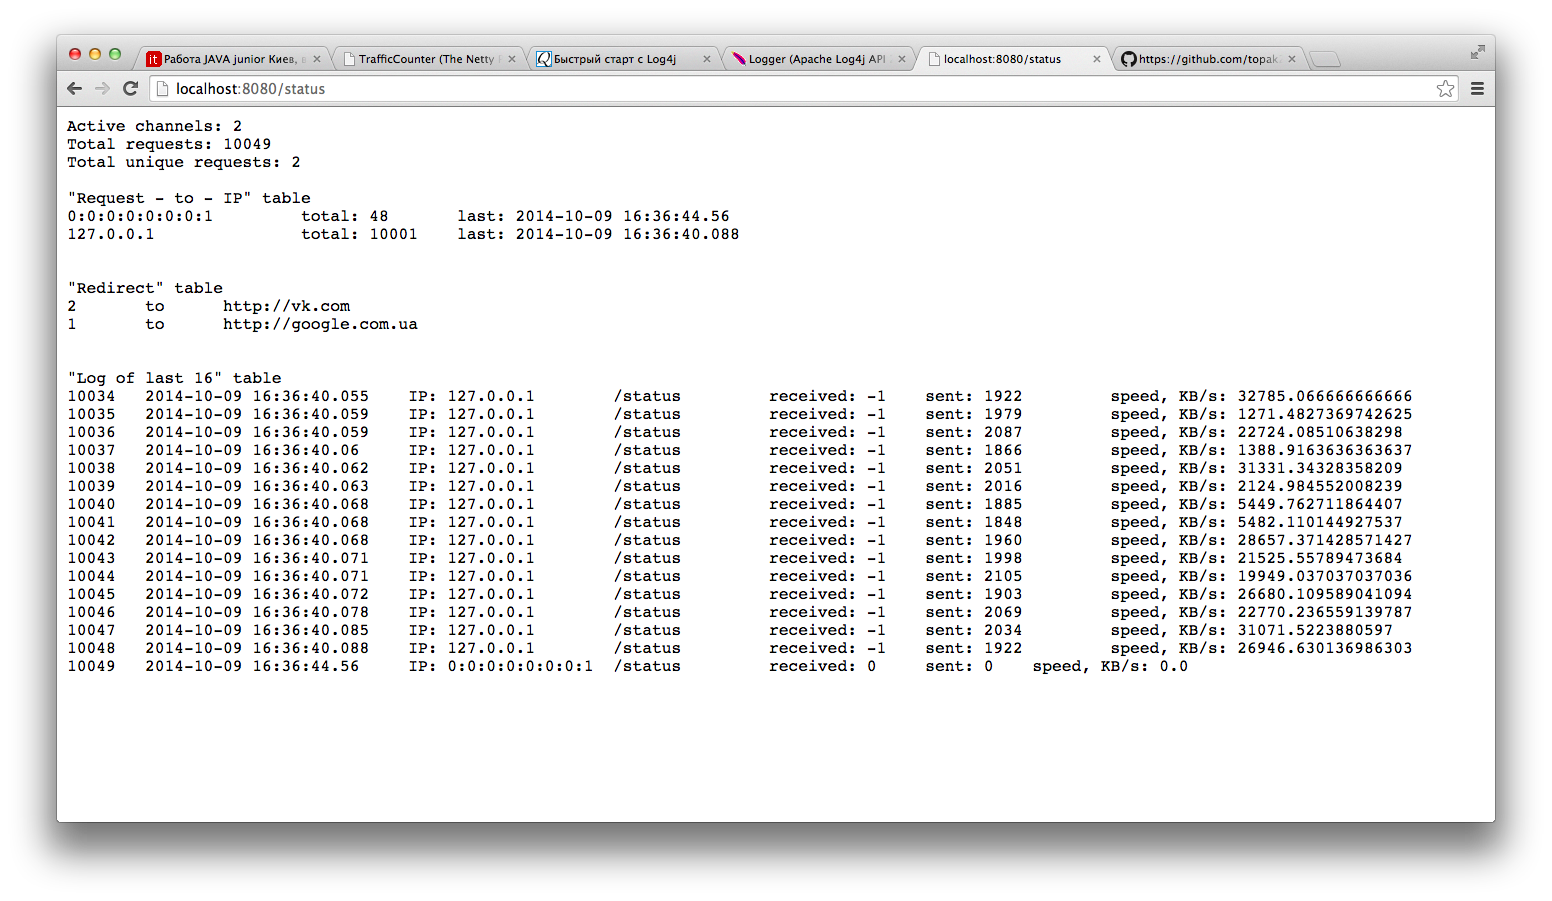 Работа JAVA junior Киев,
TrafficCounter (The Netty
Быстрый старт с Log4j
Logger (Apache Log4j API
localhost:8080/status
https://github.com/topak
localhost:8080/status
Active channels: 2
Total requests: 10049
Total unique requests: 2
"Request - to - IP" table
0:0:0:0:0:0:0:1 total: 48 last: 2014-10-09 16:36:44.56
127.0.0.1 total: 10001 last: 2014-10-09 16:36:40.088
"Redirect" table
2 to http://vk.com
1 to http://google.com.ua
"Log of last 16" table
10034 2014-10-09 16:36:40.055 IP: 127.0.0.1 /status received: -1 sent: 1922 speed, KB/s: 32785.066666666666
10035 2014-10-09 16:36:40.059 IP: 127.0.0.1 /status received: -1 sent: 1979 speed, KB/s: 1271.4827369742625
10036 2014-10-09 16:36:40.059 IP: 127.0.0.1 /status received: -1 sent: 2087 speed, KB/s: 22724.08510638298
10037 2014-10-09 16:36:40.06 IP: 127.0.0.1 /status received: -1 sent: 1866 speed, KB/s: 1388.9163636363637
10038 2014-10-09 16:36:40.062 IP: 127.0.0.1 /status received: -1 sent: 2051 speed, KB/s: 31331.34328358209
10039 2014-10-09 16:36:40.063 IP: 127.0.0.1 /status received: -1 sent: 2016 speed, KB/s: 2124.984552008239
10040 2014-10-09 16:36:40.068 IP: 127.0.0.1 /status received: -1 sent: 1885 speed, KB/s: 5449.762711864407
10041 2014-10-09 16:36:40.068 IP: 127.0.0.1 /status received: -1 sent: 1848 speed, KB/s: 5482.110144927537
10042 2014-10-09 16:36:40.068 IP: 127.0.0.1 /status received: -1 sent: 1960 speed, KB/s: 28657.371428571427
10043 2014-10-09 16:36:40.071 IP: 127.0.0.1 /status received: -1 sent: 1998 speed, KB/s: 21525.55789473684
10044 2014-10-09 16:36:40.071 IP: 127.0.0.1 /status received: -1 sent: 2105 speed, KB/s: 19949.037037037036
10045 2014-10-09 16:36:40.072 IP: 127.0.0.1 /status received: -1 sent: 1903 speed, KB/s: 26680.109589041094
10046 2014-10-09 16:36:40.078 IP: 127.0.0.1 /status received: -1 sent: 2069 speed, KB/s: 22770.236559139787
10047 2014-10-09 16:36:40.085 IP: 127.0.0.1 /status received: -1 sent: 2034 speed, KB/s: 31071.5223880597
10048 2014-10-09 16:36:40.088 IP: 127.0.0.1 /status received: -1 sent: 1922 speed, KB/s: 26946.630136986303
10049 2014-10-09 16:36:44.56 IP: 0:0:0:0:0:0:0:1 /status received: 0 sent: 0 speed, KB/s: 0.0